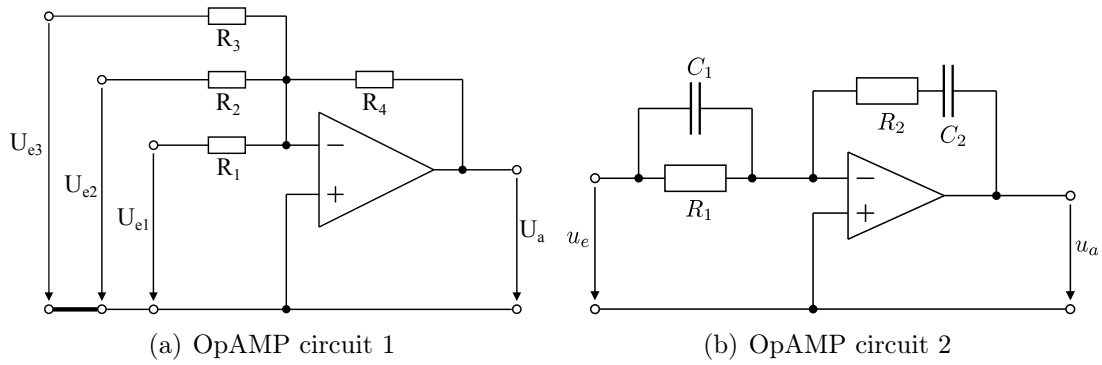 R₃
R₂
R₄
R₁
−
+
Uₑ₃
Uₑ₂
Uₑ₁
Uₐ
(a) OpAMP circuit 1
C₁
R₂
C₂
R₁
−
+
uₑ
uₐ
(b) OpAMP circuit 2